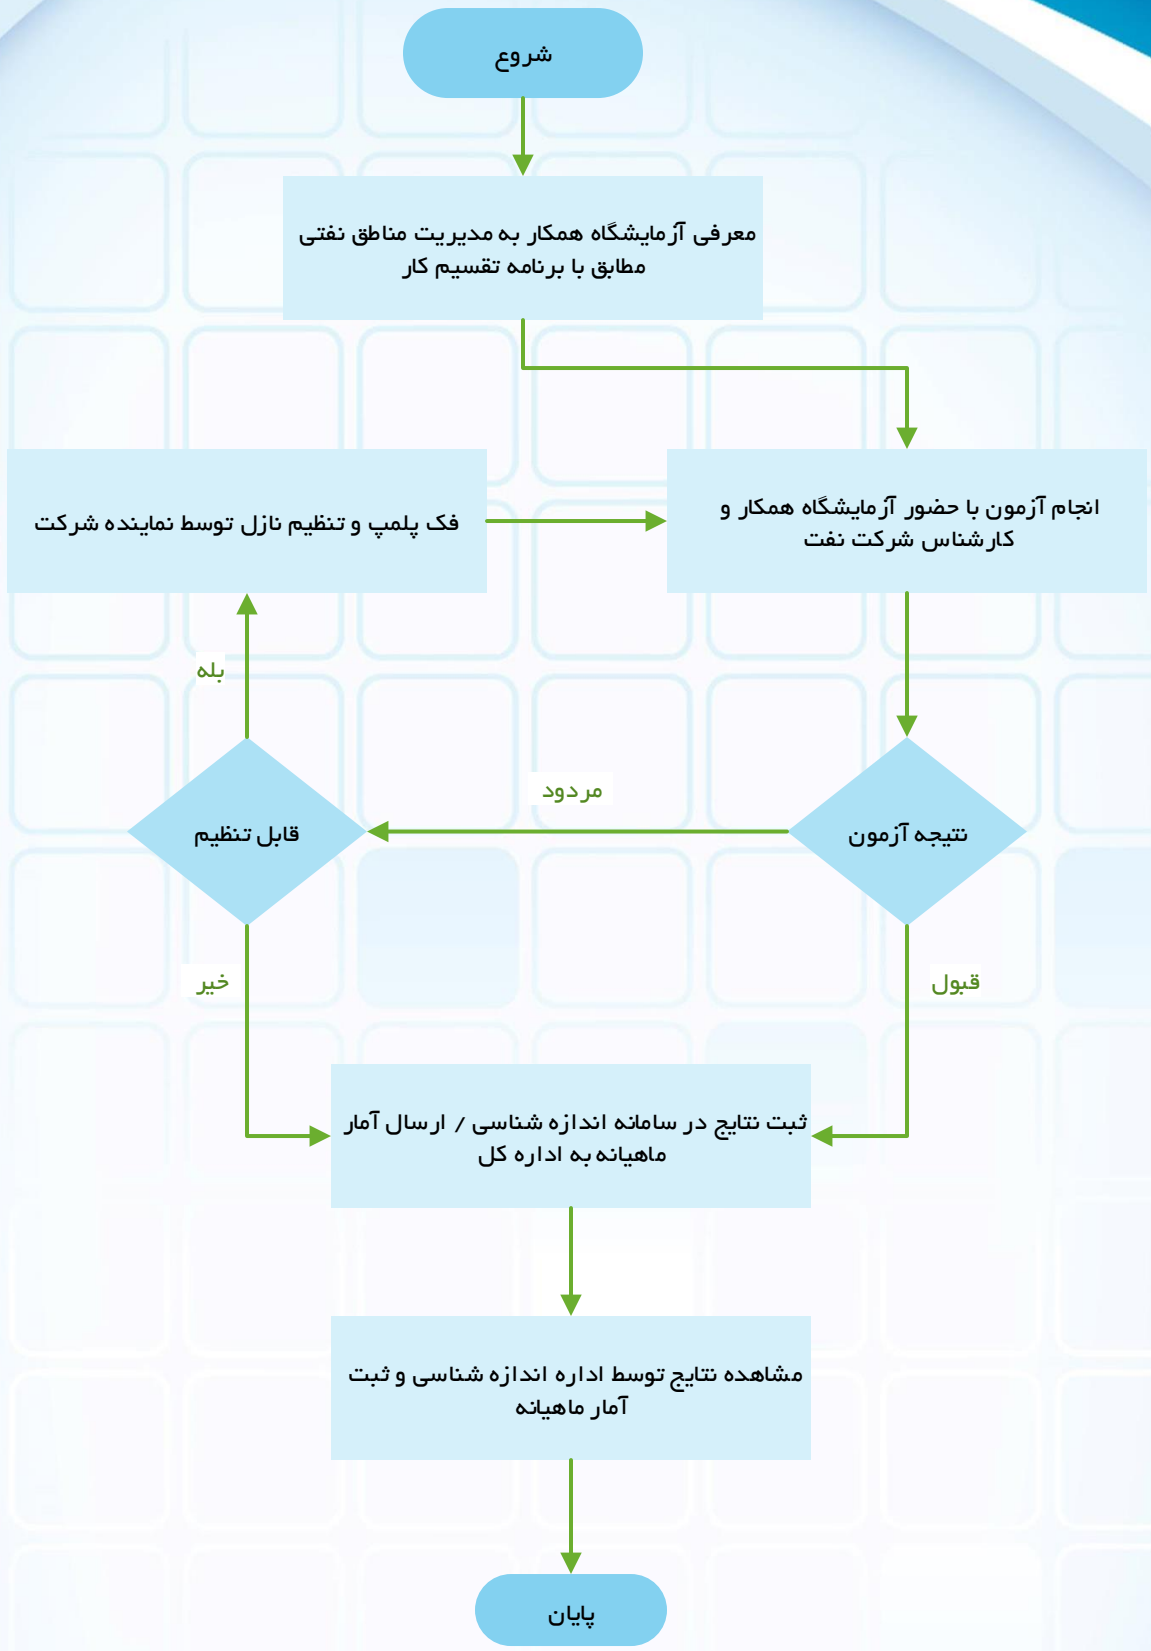 شروع
معرفی آزمایشگاه همکار به مدیریت مناطق نفتی
مطابق با برنامه تقسیم کار
انجام آزمون با حضور آزمایشگاه همکار و
کارشناس شرکت نفت
فک پلمپ و تنظیم نازل توسط نماینده شرکت
بله
مردود
نتیجه آزمون
قابل تنظیم
قبول
خیر
ثبت نتایج در سامانه اندازه شناسی / ارسال آمار
ماهیانه به اداره کل
مشاهده نتایج توسط اداره اندازه شناسی و ثبت
آمار ماهیانه
پایان